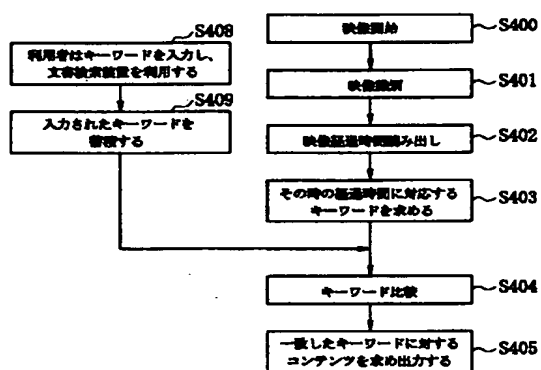 S408
利用者はキーワードを入力し、
文書検索装置を利用する
S409
入力されたキーワードを
蓄積する
映像開始
S400
映像識別
S401
映像経過時間読み出し
S402
その時の経過時間に対応する
キーワードを求める
S403
キーワード比較
S404
一致したキーワードに対する
コンテンツを求め出力する
S405